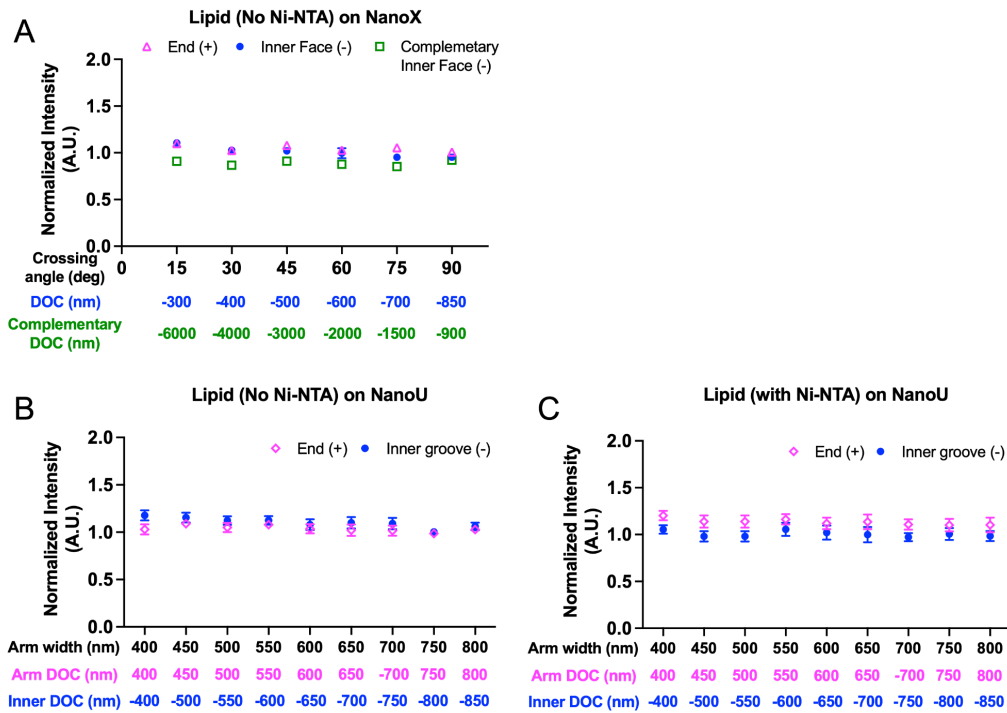 A
Lipid (No Ni-NTA) on NanoX
End (+) Inner Face (-) Complemetary
Inner Face (-)
Normalized Intensity
(A.U.)
2.0
1.5
1.0
0.5
0.0
Crossing
angle (deg)
0 15 30 45 60 75 90
DOC (nm) -300 -400 -500 -600 -700 -850
Complementary
DOC (nm)
-6000 -4000 -3000 -2000 -1500 -900
B
Lipid (No Ni-NTA) on NanoU
End (+) Inner groove (-)
Normalized Intensity
(A.U.)
2.0
1.5
1.0
0.5
0.0
Arm width (nm) 400 450 500 550 600 650 700 750 800
Arm DOC (nm) 400 450 500 550 600 650 -700 750 800
Inner DOC (nm) -400 -500 -550 -600 -650 -700 -750 -800 -850
C
Lipid (with Ni-NTA) on NanoU
End (+) Inner groove (-)
Normalized Intensity
(A.U.)
2.0
1.5
1.0
0.5
0.0
Arm width (nm) 400 450 500 550 600 650 700 750 800
Arm DOC (nm) 400 450 500 550 600 650 -700 750 800
Inner DOC (nm) -400 -500 -550 -600 -650 -700 -750 -800 -850